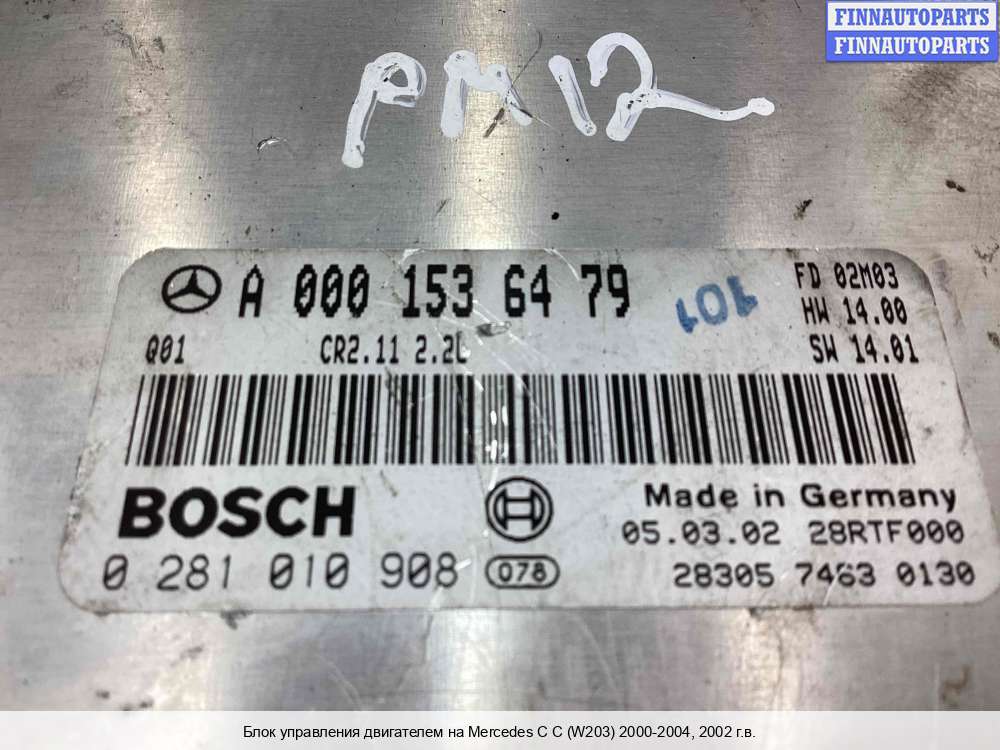 FINNAUTOPARTS
FINNAUTOPARTS
PM12
A 000 153 64 79
101
FD 02M03
HW 14.00
Q01 CR2.11 2.2L SW 14.01
BOSCH
Made in Germany
05.03.02 28RTF000
0 281 010 908 078 28305 7463 0130
Блок управления двигателем на Mercedes C C (W203) 2000-2004, 2002 г.в.